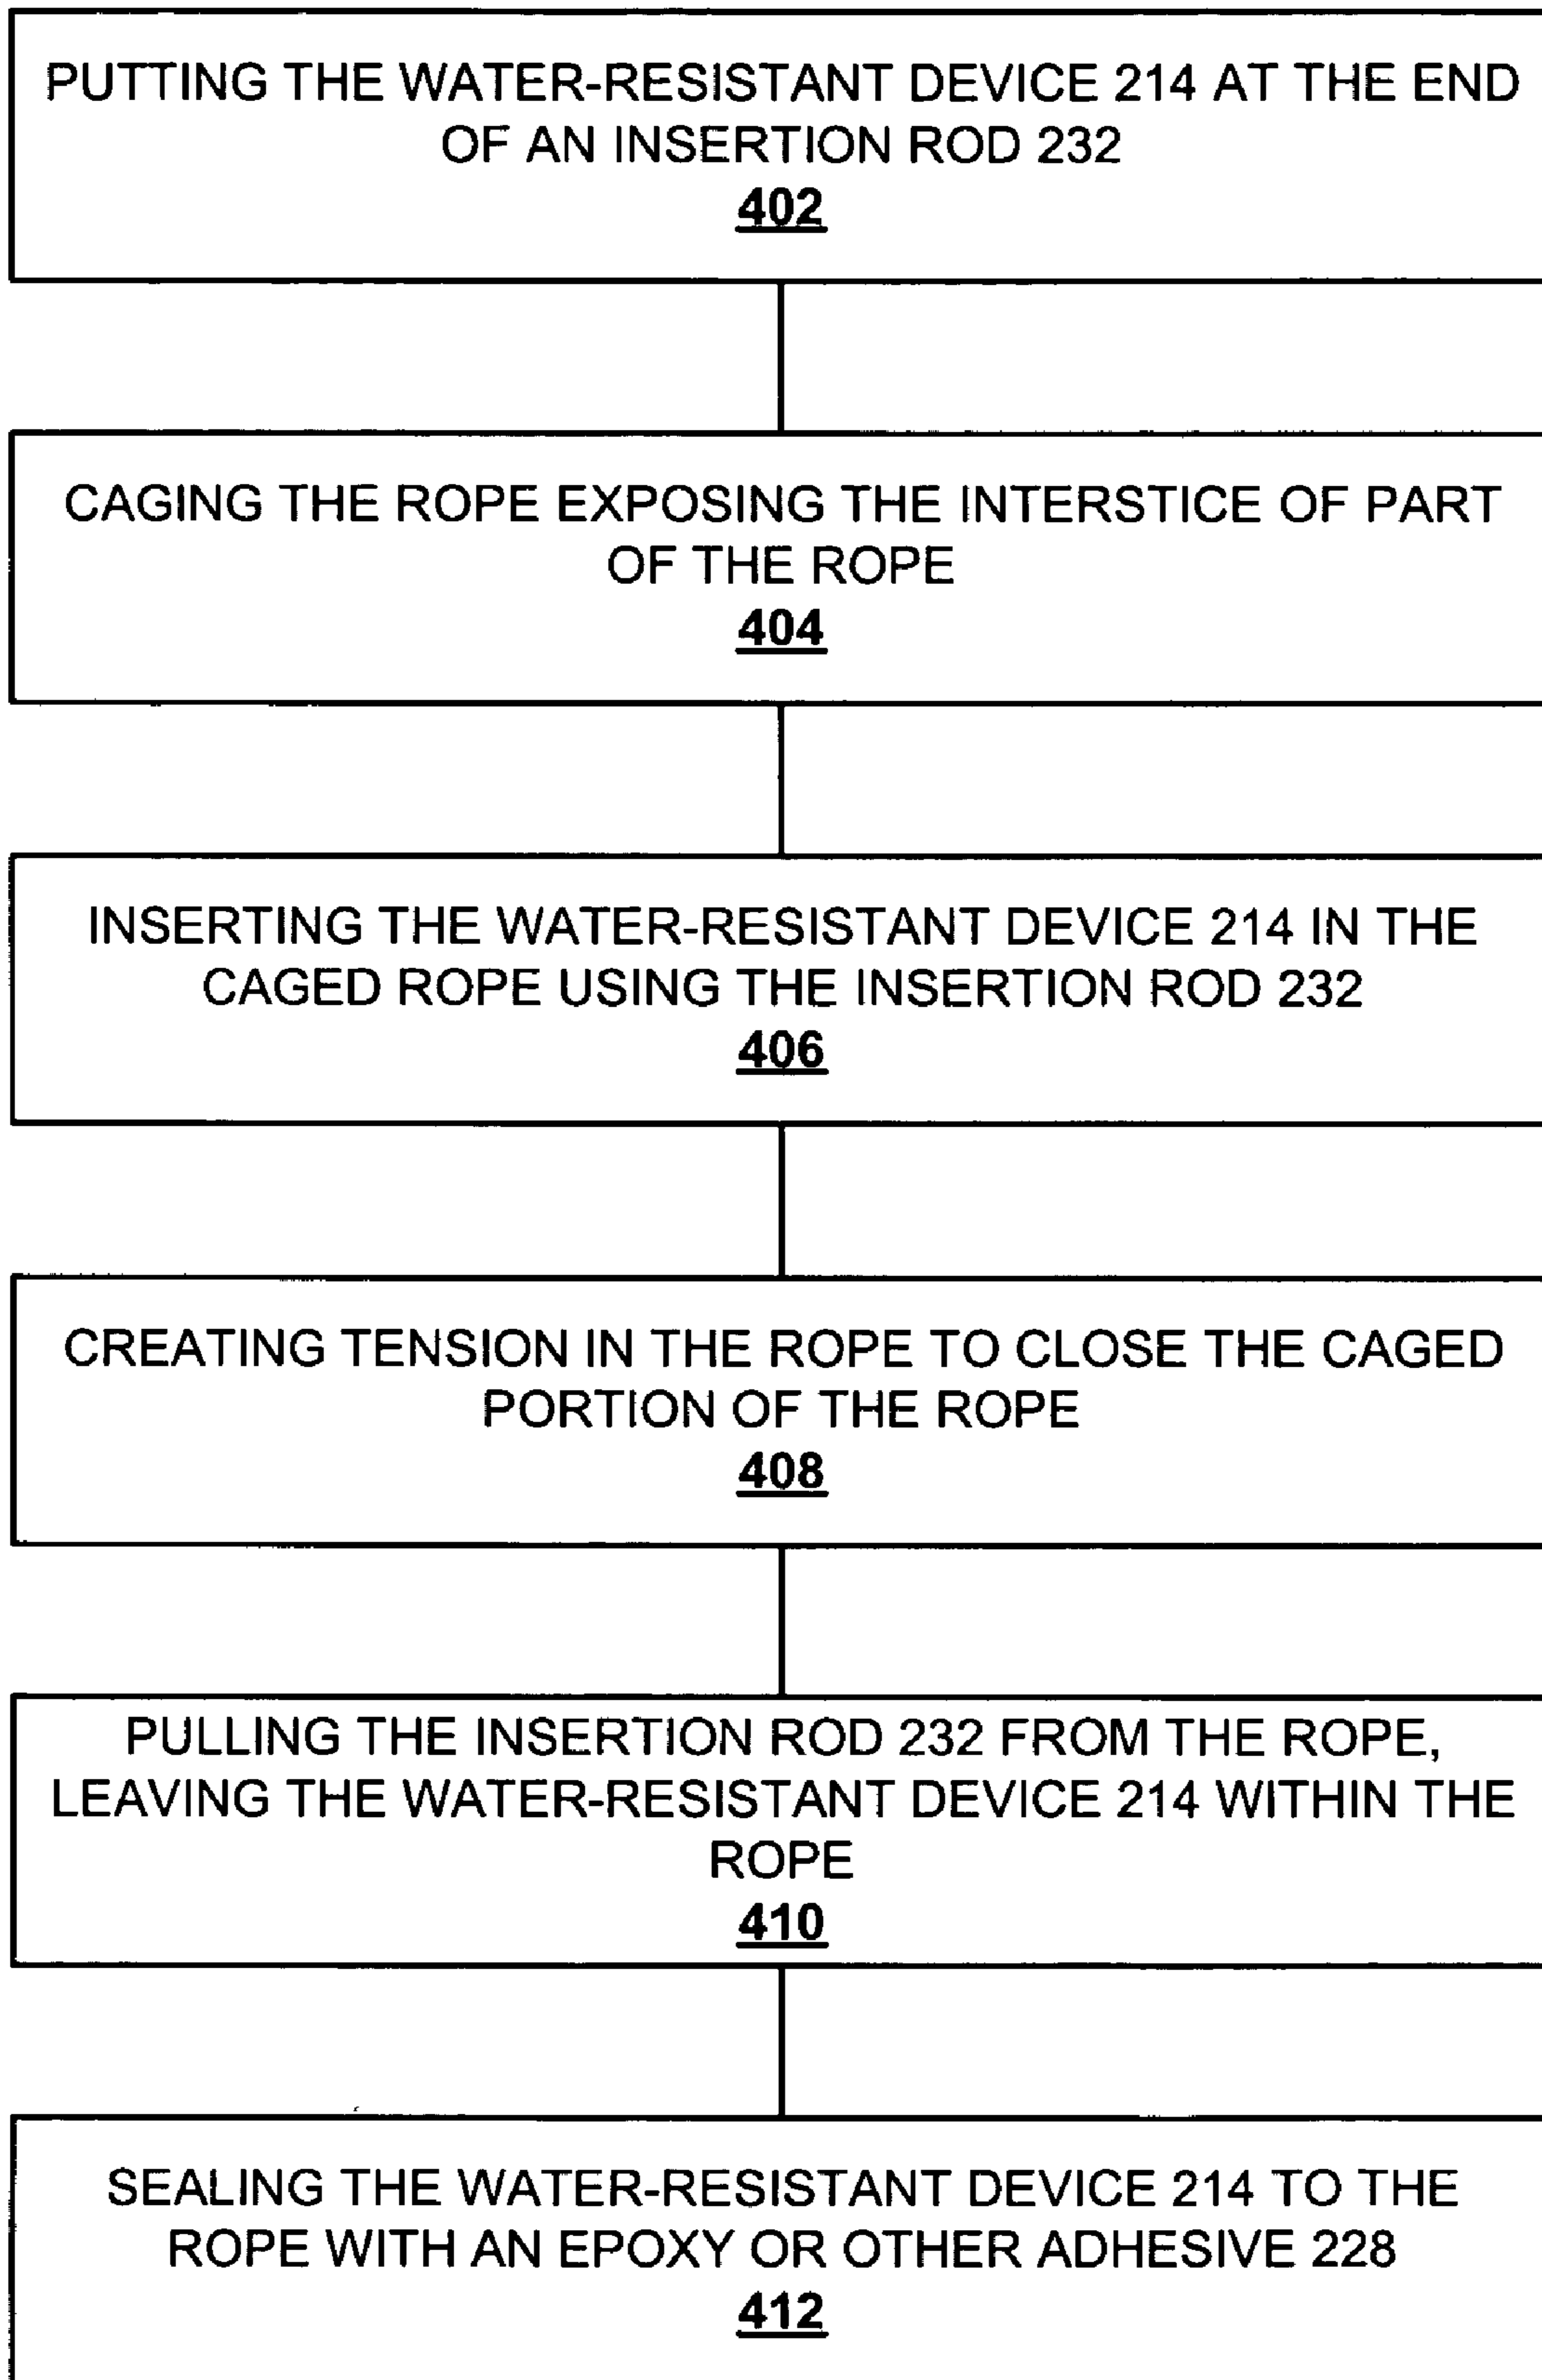 PUTTING THE WATER-RESISTANT DEVICE 214 AT THE END
OF AN INSERTION ROD 232
402
CAGING THE ROPE EXPOSING THE INTERSTICE OF PART
OF THE ROPE
404
INSERTING THE WATER-RESISTANT DEVICE 214 IN THE
CAGED ROPE USING THE INSERTION ROD 232
406
CREATING TENSION IN THE ROPE TO CLOSE THE CAGED
PORTION OF THE ROPE
408
PULLING THE INSERTION ROD 232 FROM THE ROPE,
LEAVING THE WATER-RESISTANT DEVICE 214 WITHIN THE
ROPE
410
SEALING THE WATER-RESISTANT DEVICE 214 TO THE
ROPE WITH AN EPOXY OR OTHER ADHESIVE 228
412